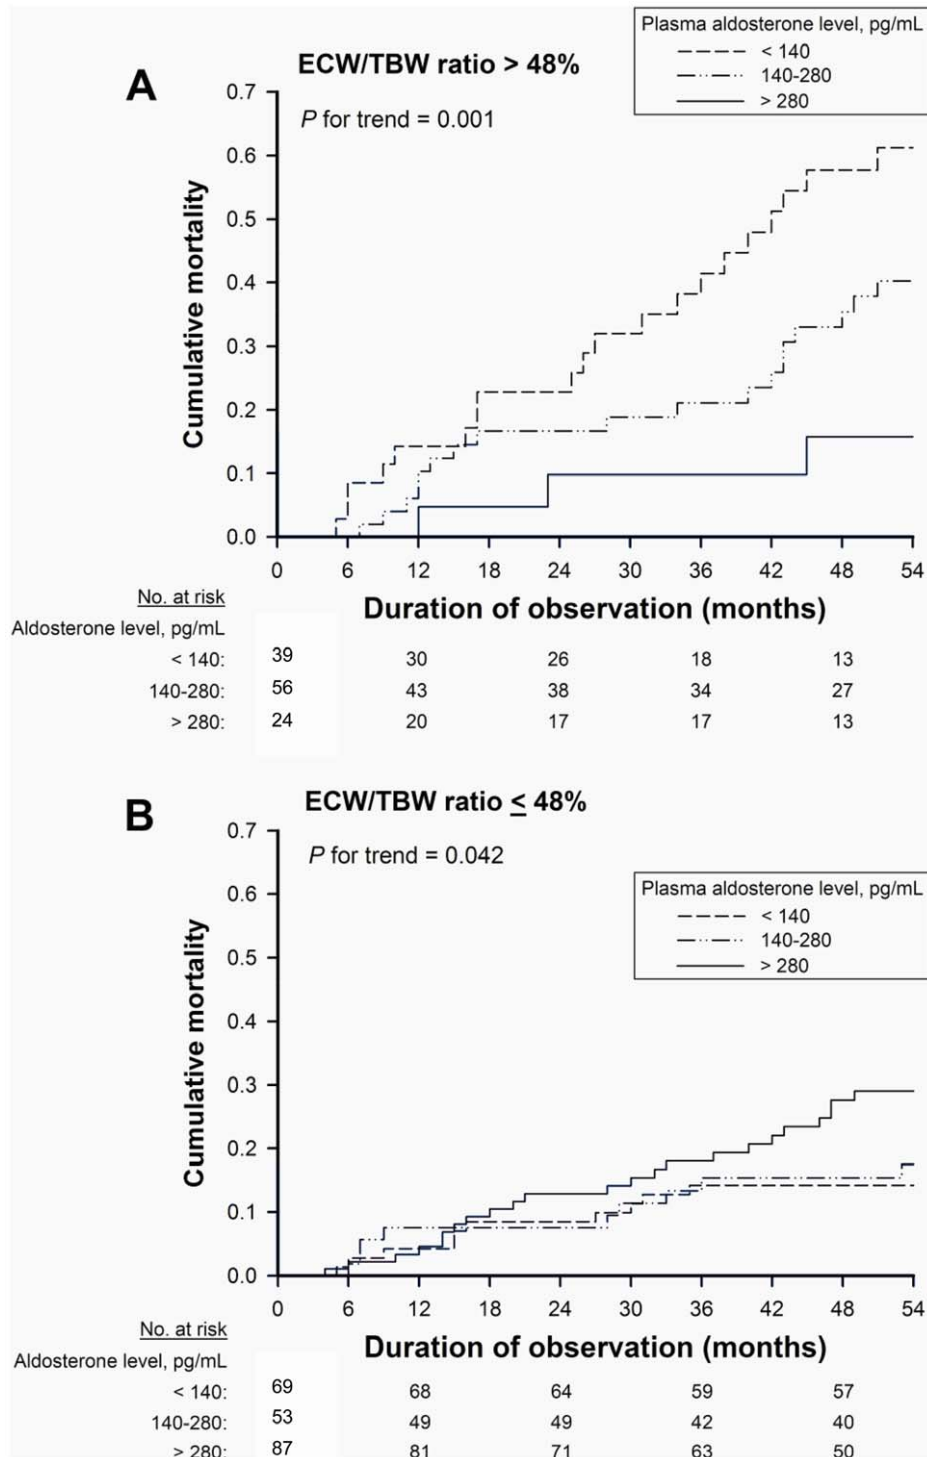 Plasma aldosterone level, pg/mL
< 140
140-280
> 280
A
ECW/TBW ratio > 48%
P for trend = 0.001
0.7
0.6
0.5
0.4
0.3
0.2
0.1
0.0
Cumulative mortality
0 6 12 18 24 30 36 42 48 54
Duration of observation (months)
No. at risk
Aldosterone level, pg/mL
< 140: 39 30 26 18 13
140-280: 56 43 38 34 27
> 280: 24 20 17 17 13
B
ECW/TBW ratio ≤ 48%
P for trend = 0.042
Plasma aldosterone level, pg/mL
< 140
140-280
> 280
0.7
0.6
0.5
0.4
0.3
0.2
0.1
0.0
Cumulative mortality
0 6 12 18 24 30 36 42 48 54
Duration of observation (months)
No. at risk
Aldosterone level, pg/mL
< 140: 69 68 64 59 57
140-280: 53 49 49 42 40
> 280: 87 81 71 63 50